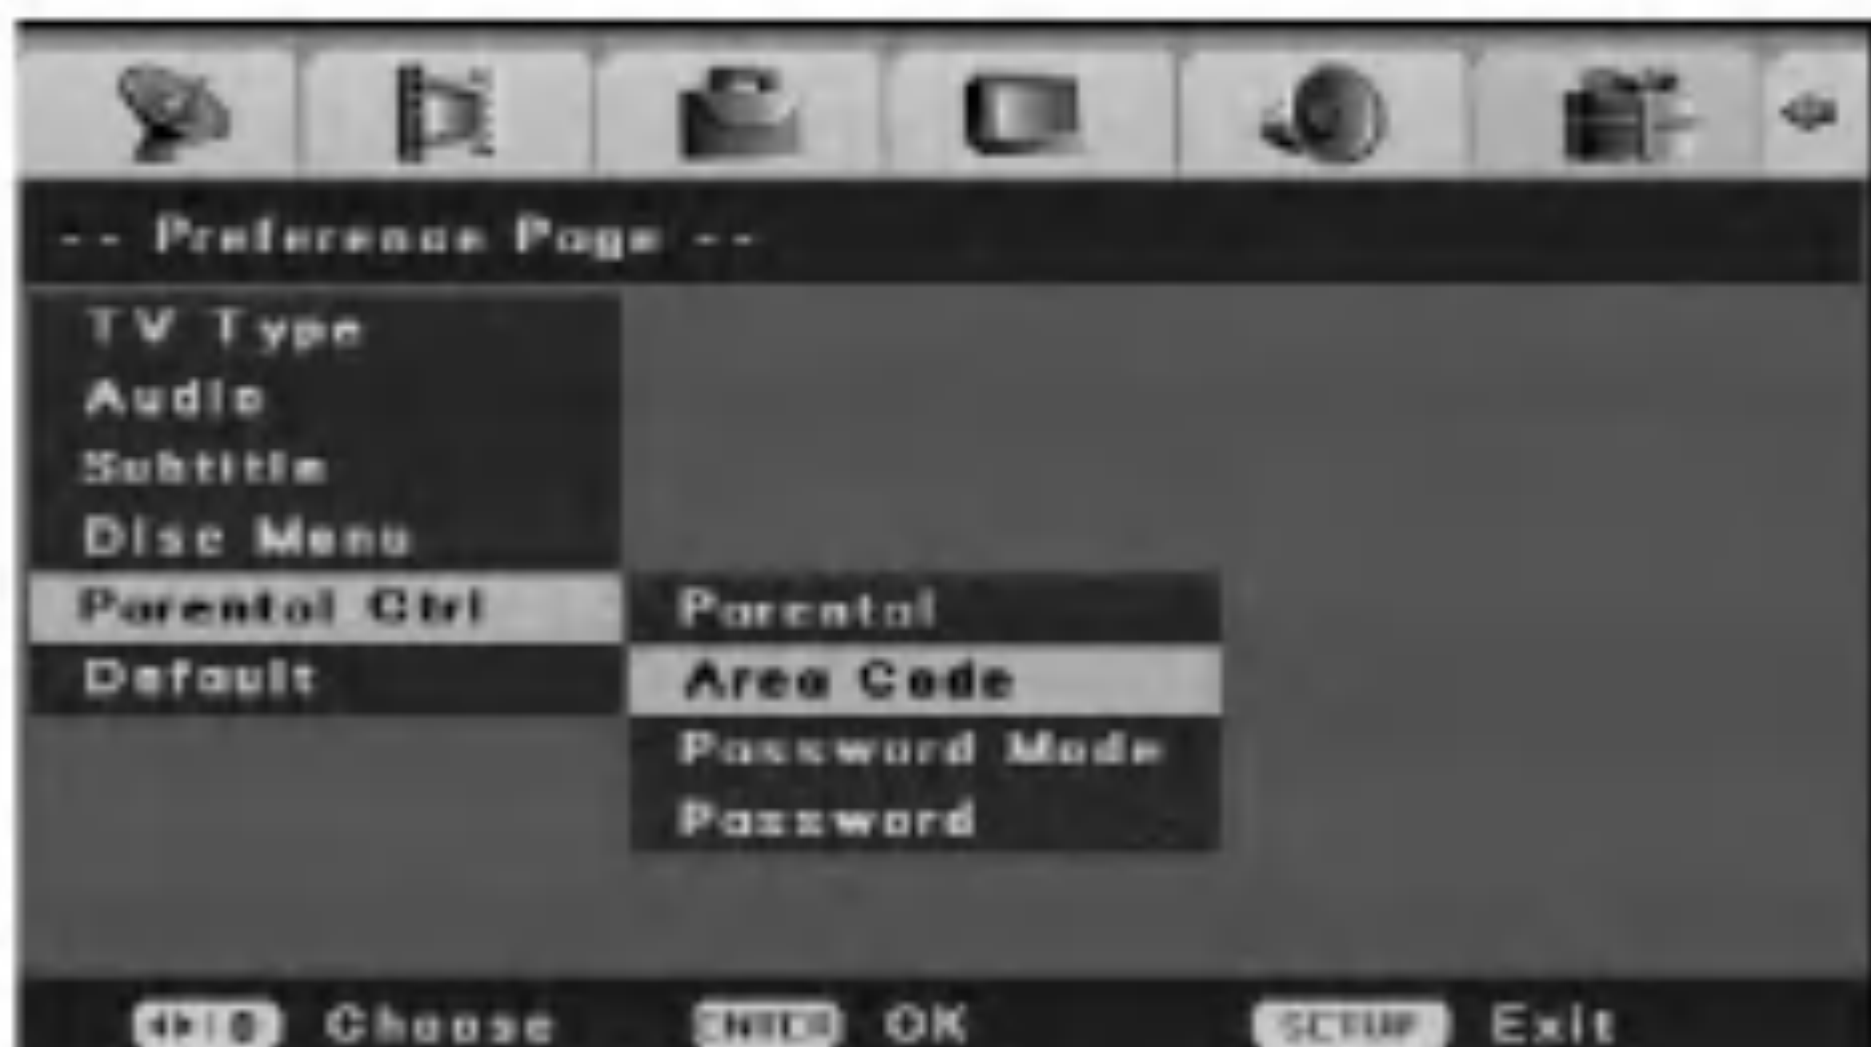 -- Preference Page --
TV Type
Audio
Subtitle
Disc Menu
Parental Ctrl
Default
Parental
Area Code
Password Mode
Password
Choose
ENTER OK
SETUP Exit